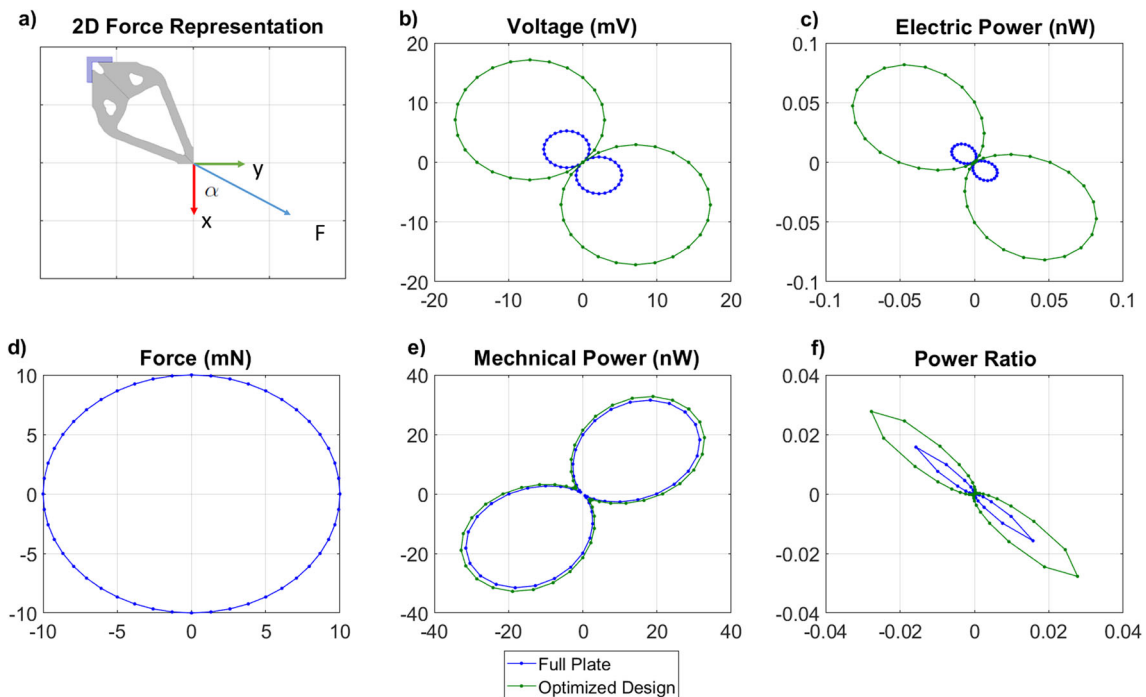 a)
2D Force Representation
y
α
x
F
b)
Voltage (mV)
20
10
0
-10
-20
-20 -10 0 10 20
c)
Electric Power (nW)
0.1
0.05
0
-0.05
-0.1
-0.1 -0.05 0 0.05 0.1
d)
Force (mN)
10
5
0
-5
-10
-10 -5 0 5 10
e)
Mechnical Power (nW)
40
20
0
-20
-40
-40 -20 0 20 40
f)
Power Ratio
0.04
0.02
0
-0.02
-0.04
-0.04 -0.02 0 0.02 0.04
Full Plate
Optimized Design